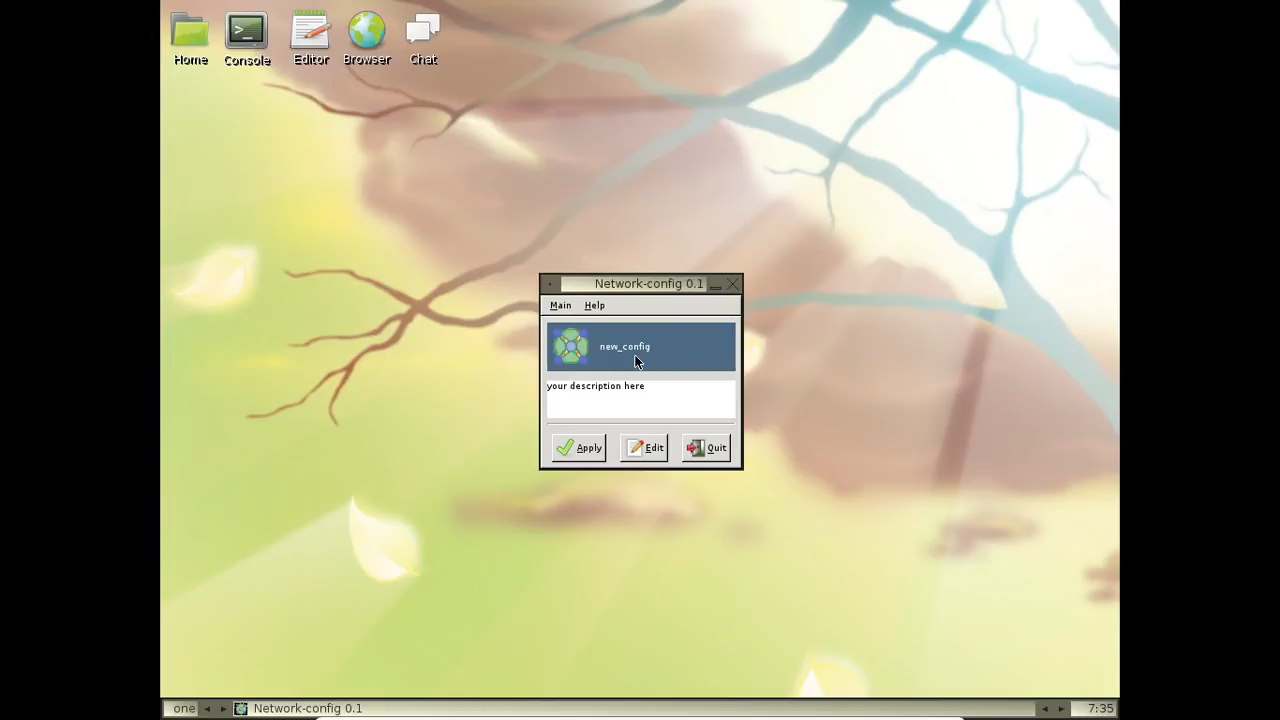 Home Console Editor Browser Chat
Network-config 0.1
Main Help
new_config
your description here
Apply Edit Quit
one Network-config 0.1 7:35